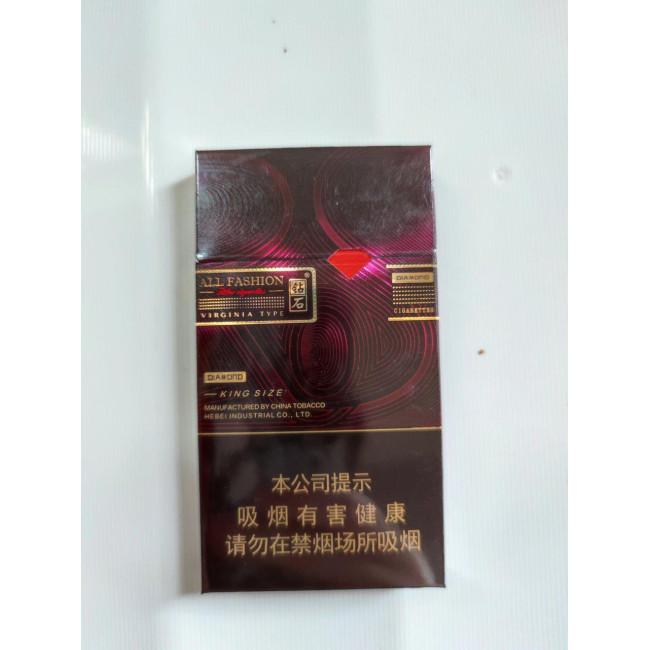 ALL FASHION
VIRGINIA TYPE
钻石
DIAMOND
CIGARETTES
DIAMOND
KING SIZE
MANUFACTURED BY CHINA TOBACCO
HEBEI INDUSTRIAL CO., LTD.
本公司提示
吸烟有害健康
请勿在禁烟场所吸烟